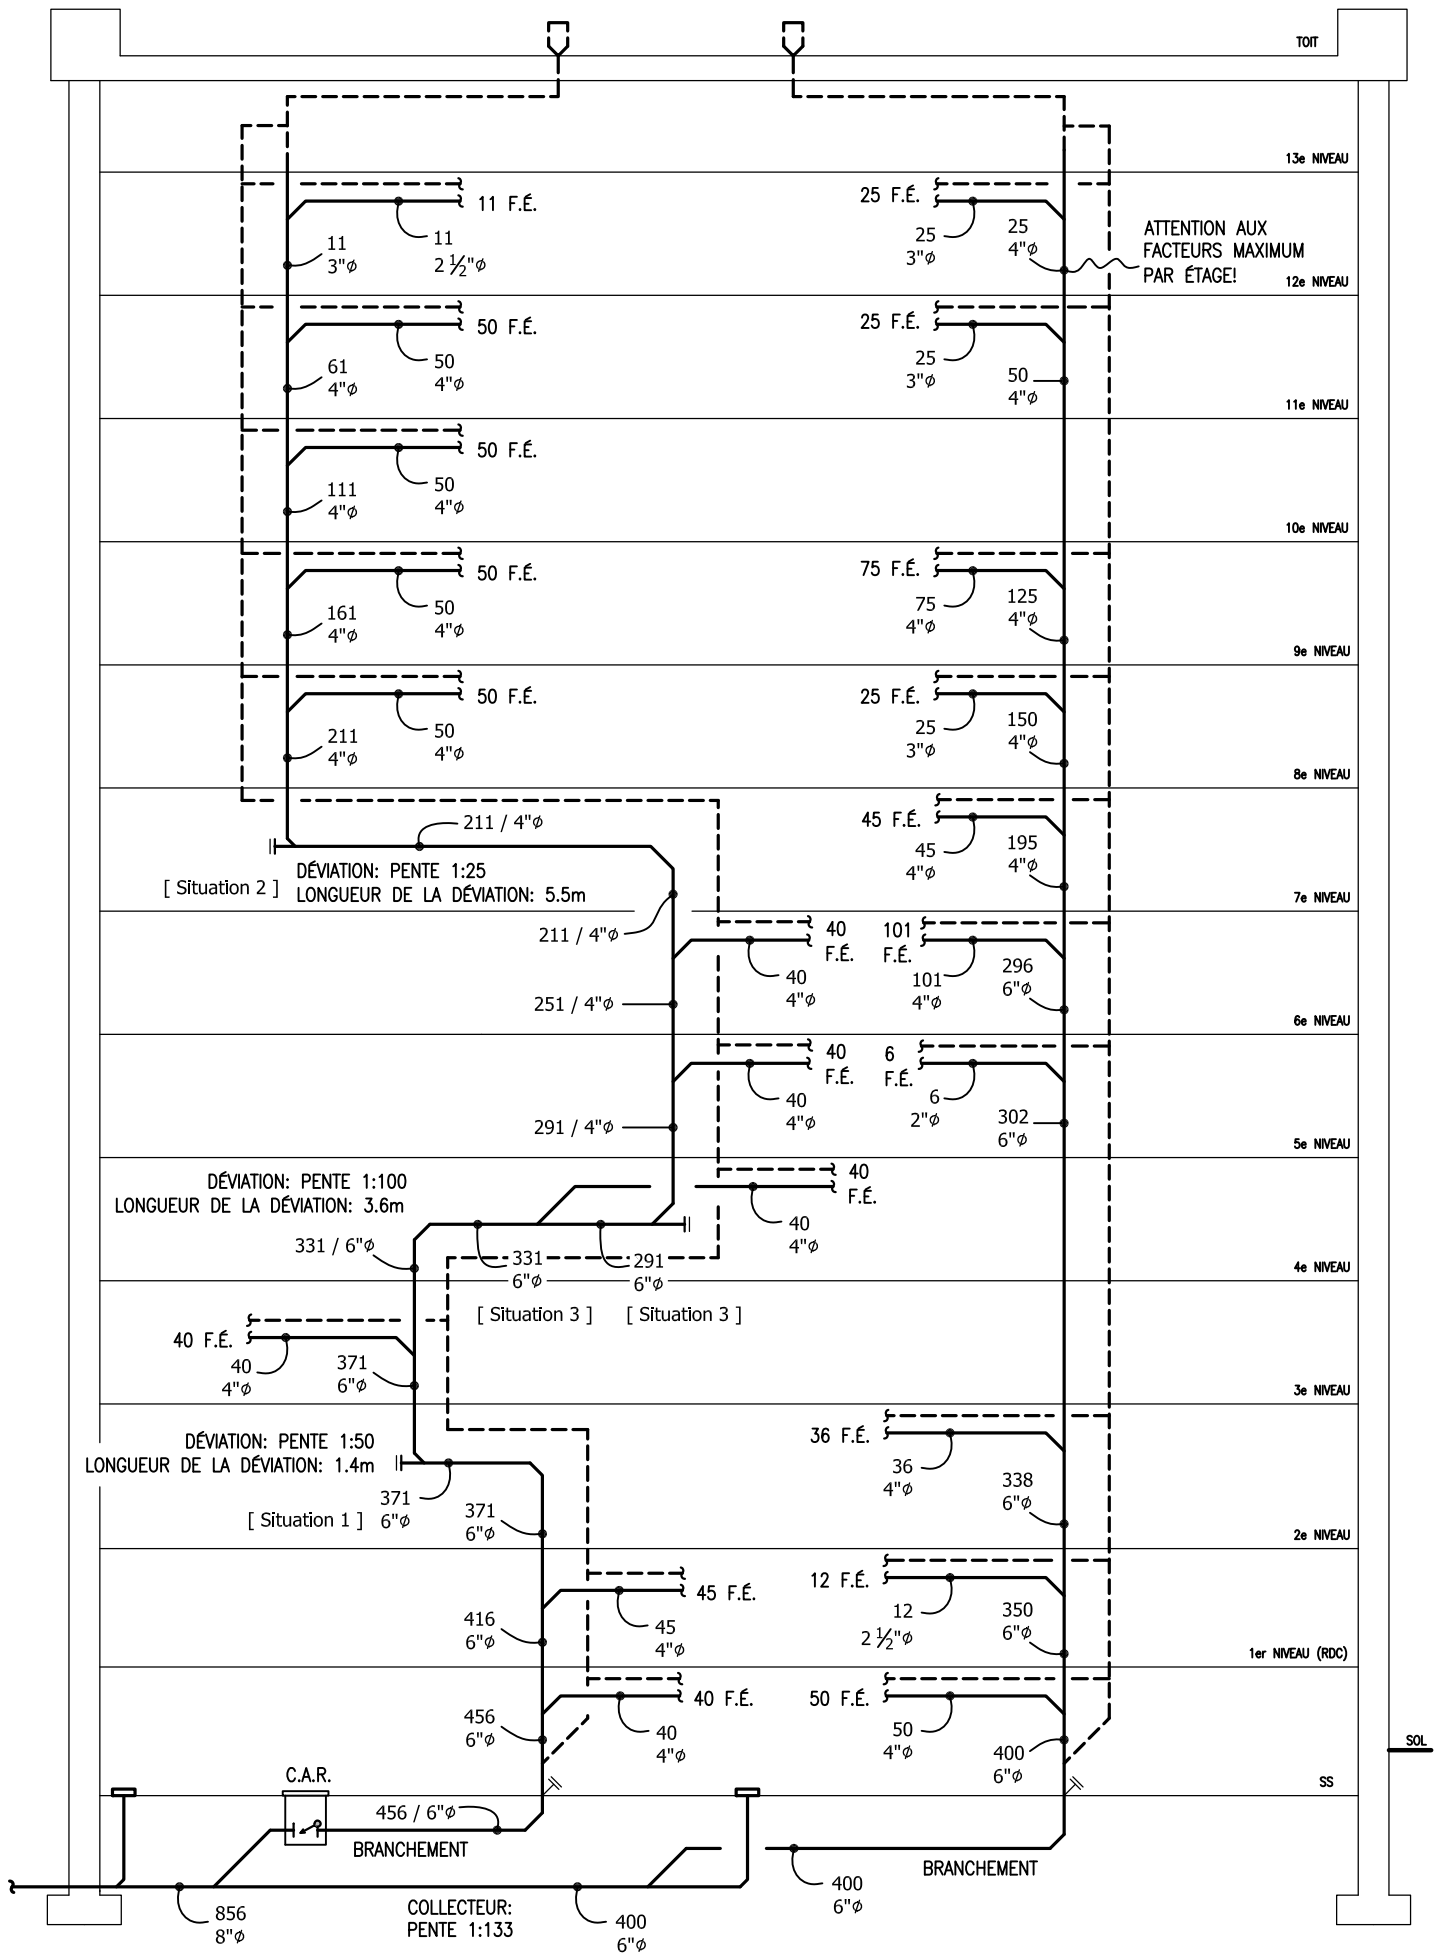 TOIT
13e NIVEAU
11 F.É.
25 F.É.
11
3"ø
11
2 ½"ø
25
3"ø
25
4"ø
ATTENTION AUX
FACTEURS MAXIMUM
PAR ÉTAGE!
12e NIVEAU
50 F.É.
25 F.É.
61
4"ø
50
4"ø
25
3"ø
50
4"ø
11e NIVEAU
50 F.É.
111
4"ø
50
4"ø
10e NIVEAU
50 F.É.
75 F.É.
161
4"ø
50
4"ø
75
4"ø
125
4"ø
9e NIVEAU
50 F.É.
25 F.É.
211
4"ø
50
4"ø
25
3"ø
150
4"ø
8e NIVEAU
211 / 4"ø
45 F.É.
45
4"ø
195
4"ø
[ Situation 2 ]
DÉVIATION: PENTE 1:25
LONGUEUR DE LA DÉVIATION: 5.5m
7e NIVEAU
211 / 4"ø
40
F.É.
101
F.É.
40
4"ø
101
4"ø
296
6"ø
251 / 4"ø
6e NIVEAU
40
F.É.
6
F.É.
40
4"ø
6
2"ø
302
6"ø
291 / 4"ø
5e NIVEAU
DÉVIATION: PENTE 1:100
LONGUEUR DE LA DÉVIATION: 3.6m
40
F.É.
40
4"ø
331 / 6"ø
331
6"ø
291
6"ø
4e NIVEAU
[ Situation 3 ]
[ Situation 3 ]
40 F.É.
40
4"ø
371
6"ø
3e NIVEAU
DÉVIATION: PENTE 1:50
LONGUEUR DE LA DÉVIATION: 1.4m
36 F.É.
36
4"ø
338
6"ø
[ Situation 1 ]
371
6"ø
371
6"ø
2e NIVEAU
45 F.É.
12 F.É.
416
6"ø
45
4"ø
12
2 ½"ø
350
6"ø
1er NIVEAU (RDC)
40 F.É.
50 F.É.
456
6"ø
40
4"ø
50
4"ø
400
6"ø
SOL
SS
C.A.R.
456 / 6"ø
BRANCHEMENT
BRANCHEMENT
400
6"ø
856
8"ø
COLLECTEUR:
PENTE 1:133
400
6"ø